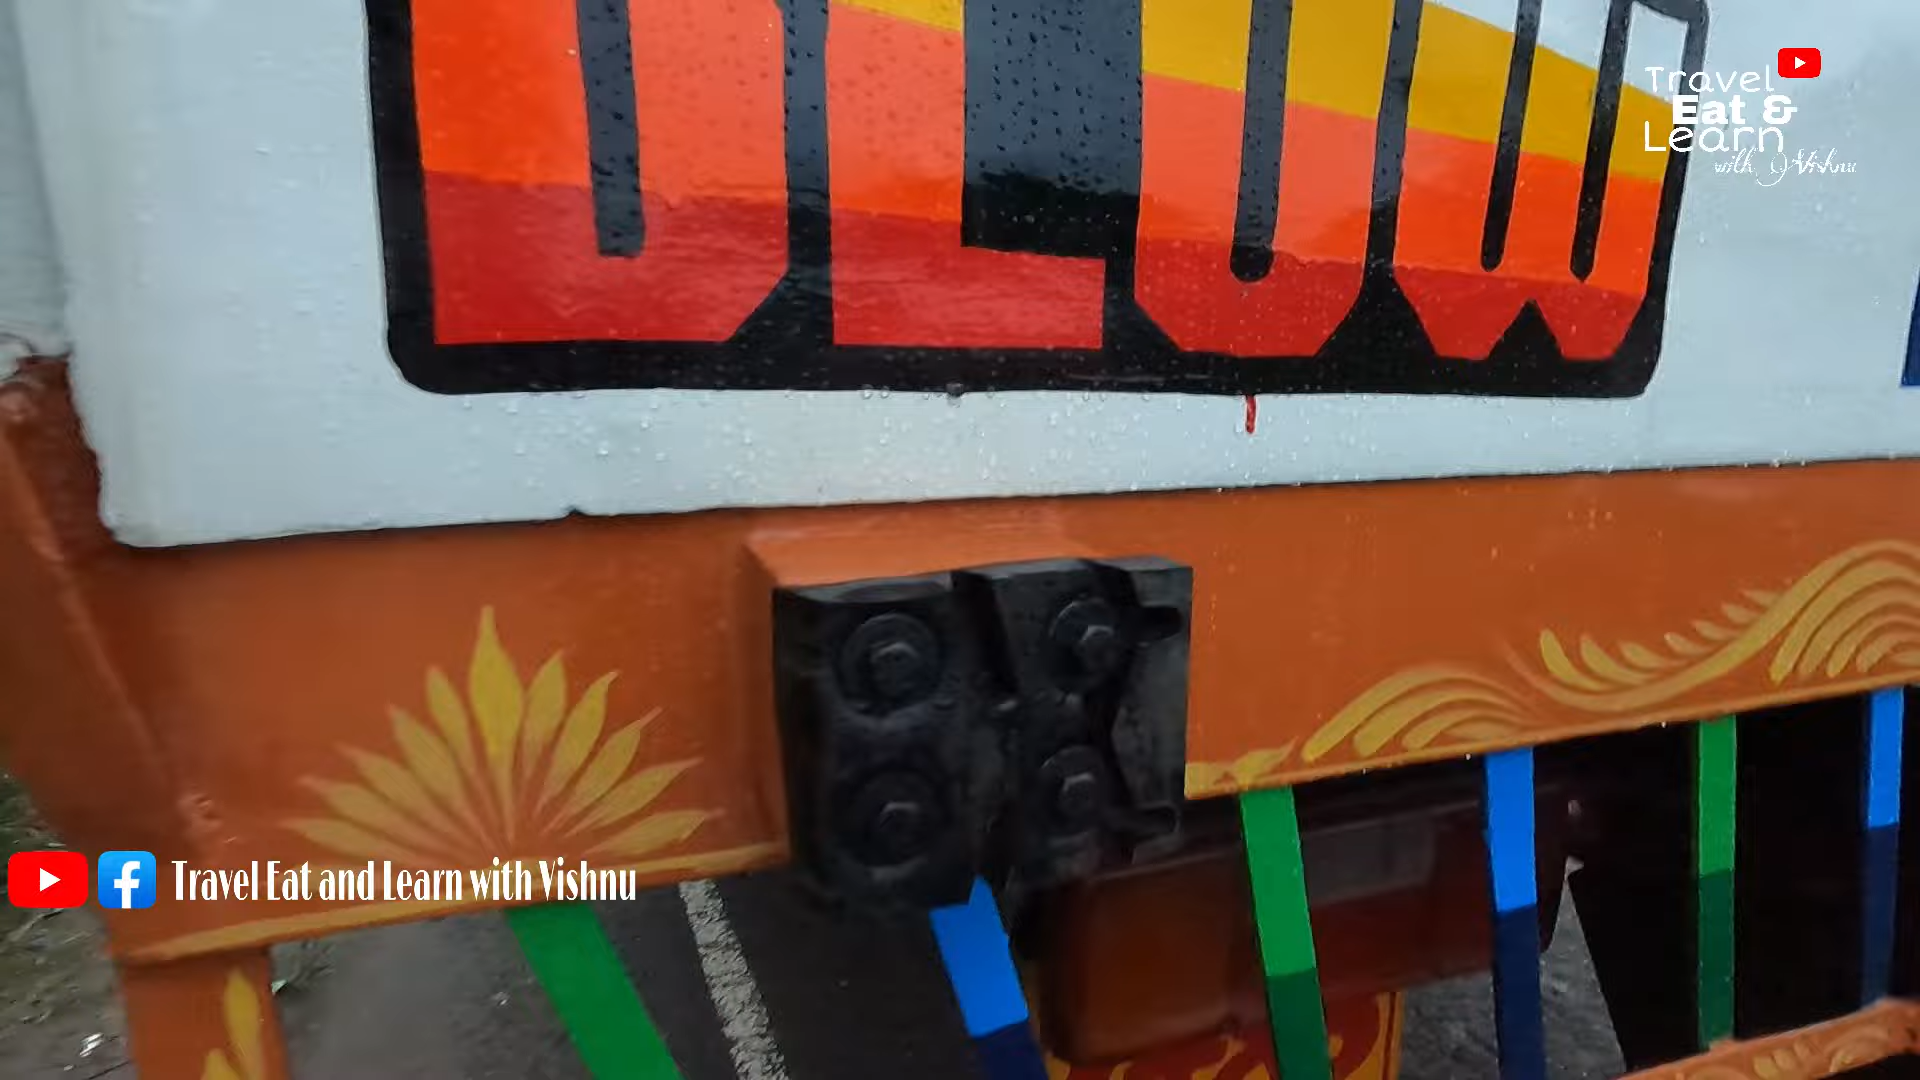 BLOW
Travel
Eat &
Learn
with Vishnu
Travel Eat and Learn with Vishnu